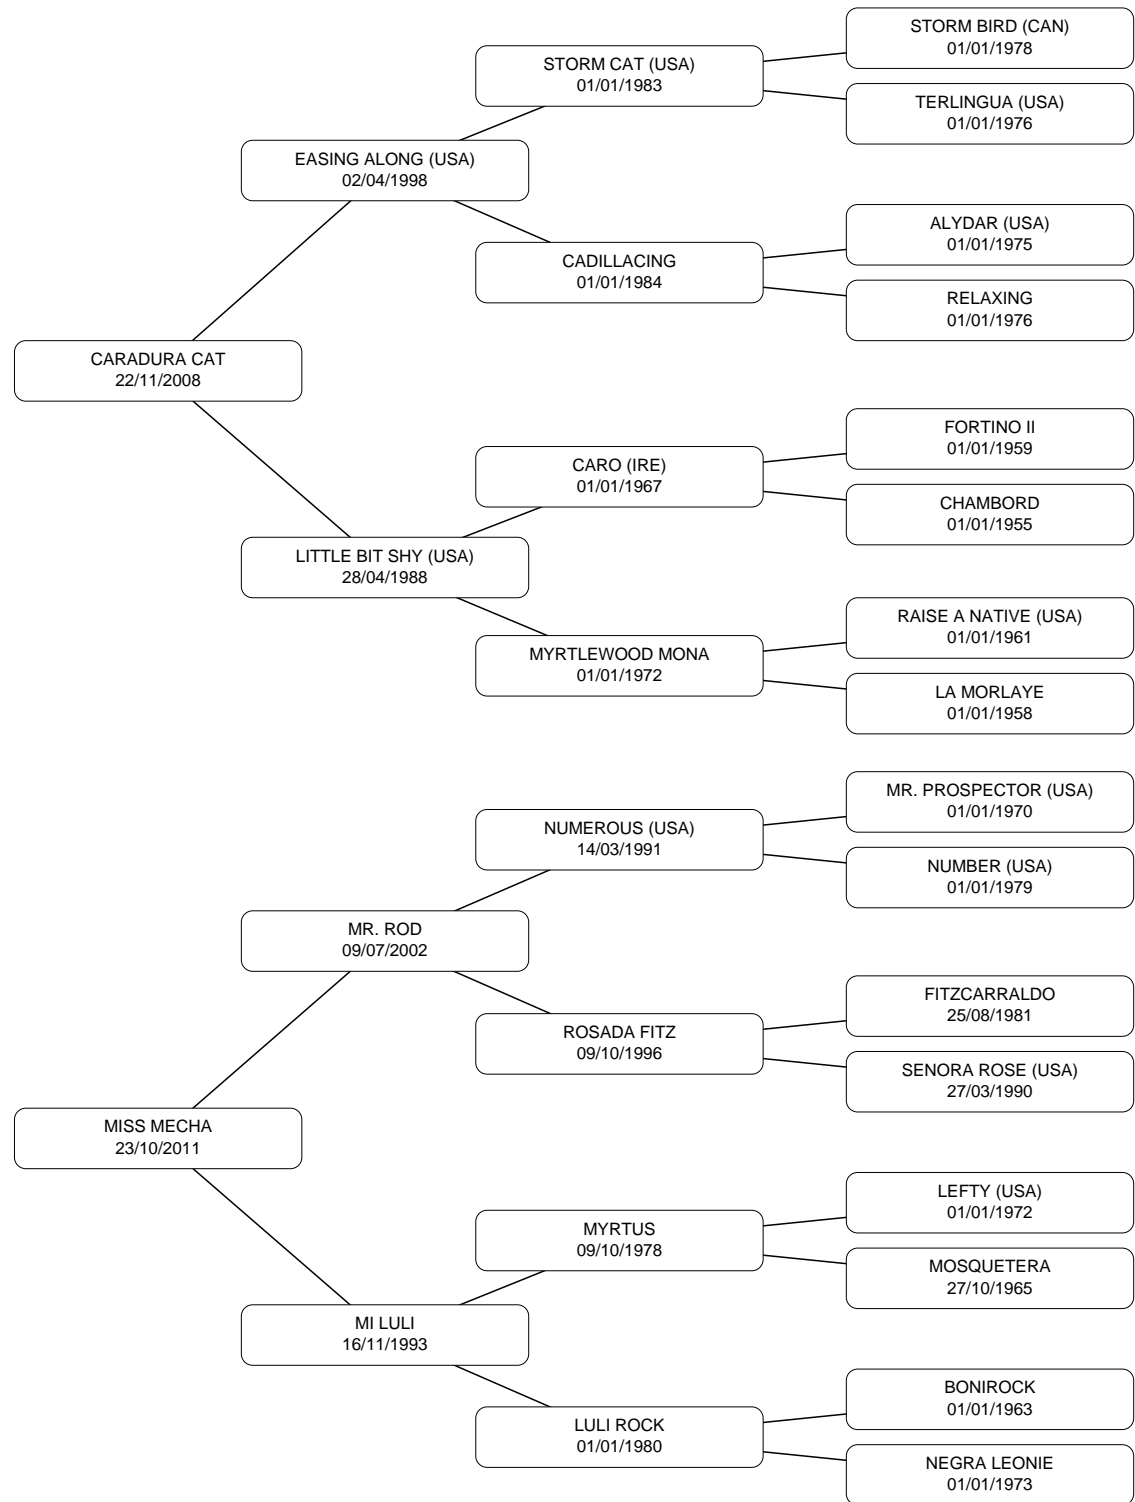 STORM BIRD (CAN)
01/01/1978
STORM CAT (USA)
01/01/1983
TERLINGUA (USA)
01/01/1976
EASING ALONG (USA)
02/04/1998
ALYDAR (USA)
01/01/1975
CADILLACING
01/01/1984
RELAXING
01/01/1976
CARADURA CAT
22/11/2008
FORTINO II
01/01/1959
CARO (IRE)
01/01/1967
CHAMBORD
01/01/1955
LITTLE BIT SHY (USA)
28/04/1988
RAISE A NATIVE (USA)
01/01/1961
MYRTLEWOOD MONA
01/01/1972
LA MORLAYE
01/01/1958
MR. PROSPECTOR (USA)
01/01/1970
NUMEROUS (USA)
14/03/1991
NUMBER (USA)
01/01/1979
MR. ROD
09/07/2002
FITZCARRALDO
25/08/1981
ROSADA FITZ
09/10/1996
SENORA ROSE (USA)
27/03/1990
MISS MECHA
23/10/2011
LEFTY (USA)
01/01/1972
MYRTUS
09/10/1978
MOSQUETERA
27/10/1965
MI LULI
16/11/1993
BONIROCK
01/01/1963
LULI ROCK
01/01/1980
NEGRA LEONIE
01/01/1973